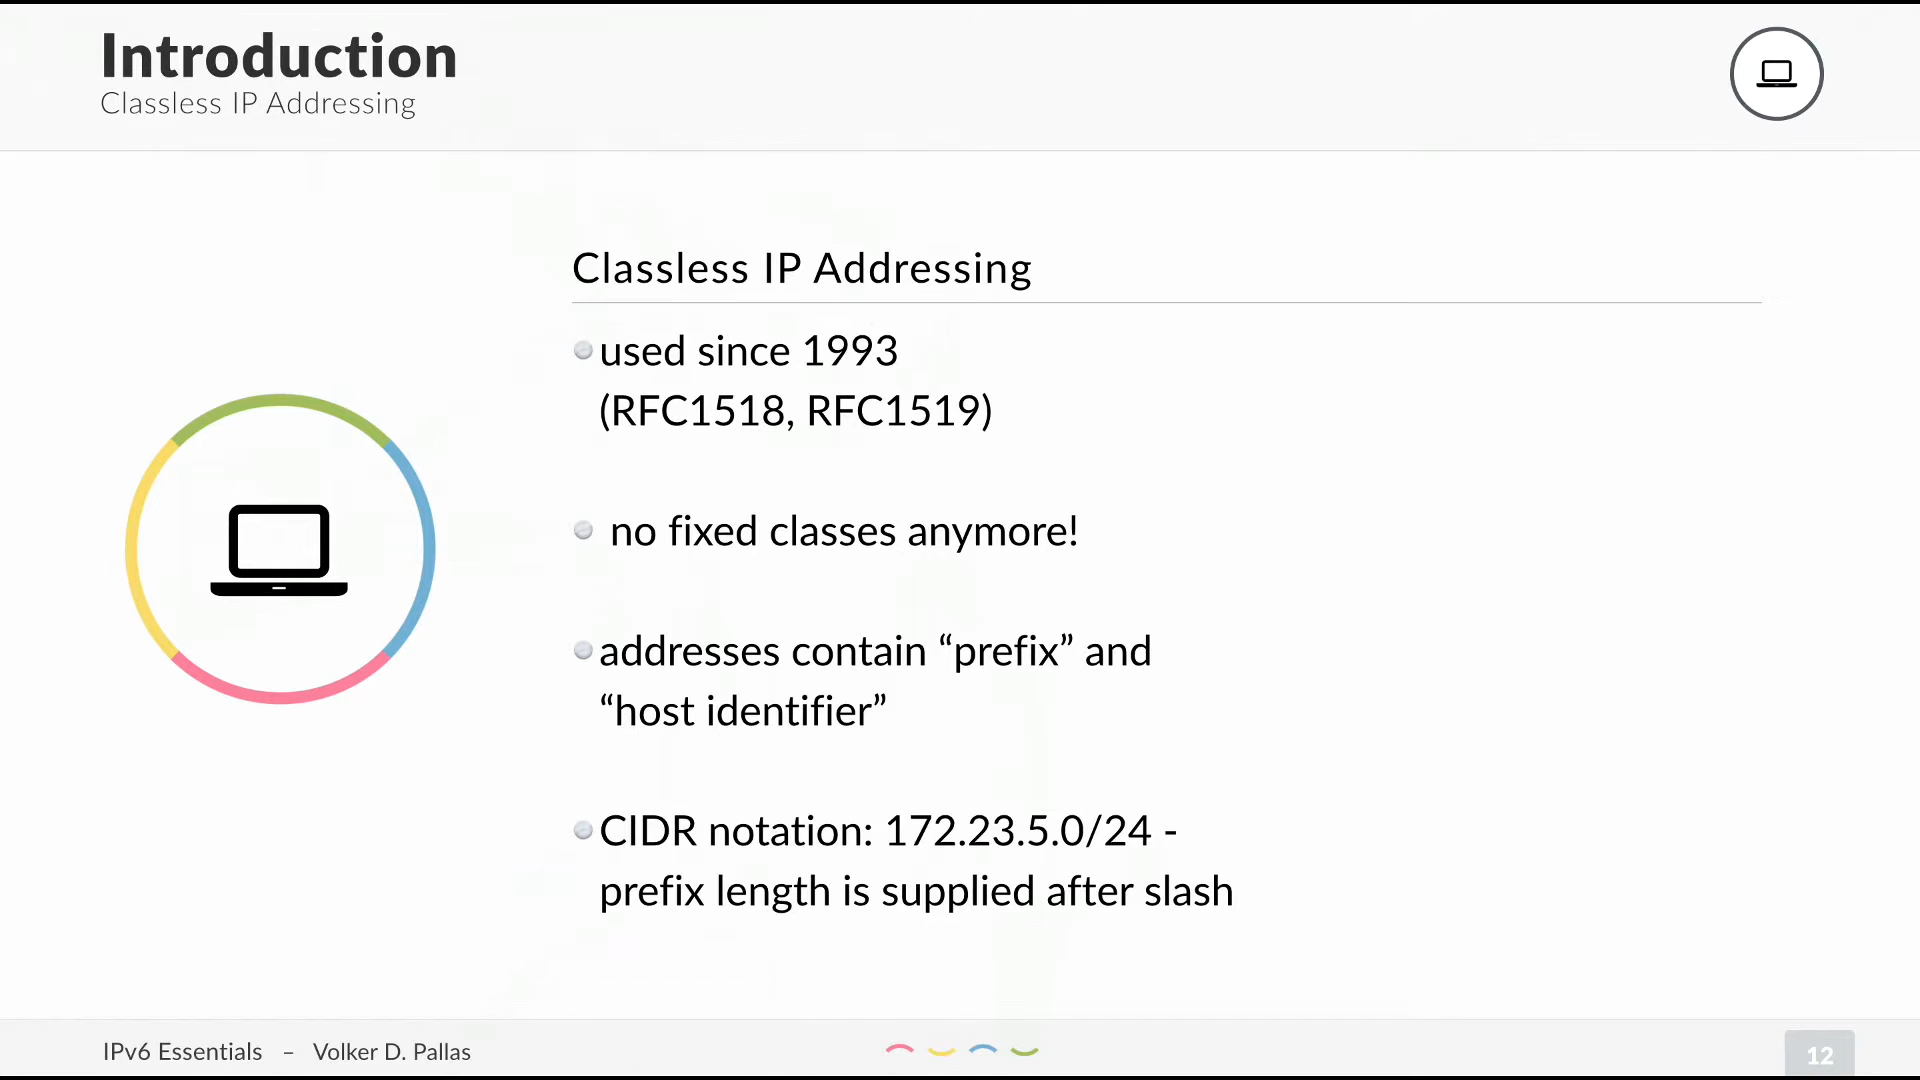 Introduction
Classless IP Addressing
Classless IP Addressing
used since 1993
(RFC1518, RFC1519)
no fixed classes anymore!
addresses contain “prefix” and
“host identifier”
CIDR notation: 172.23.5.0/24 -
prefix length is supplied after slash
IPv6 Essentials – Volker D. Pallas
12